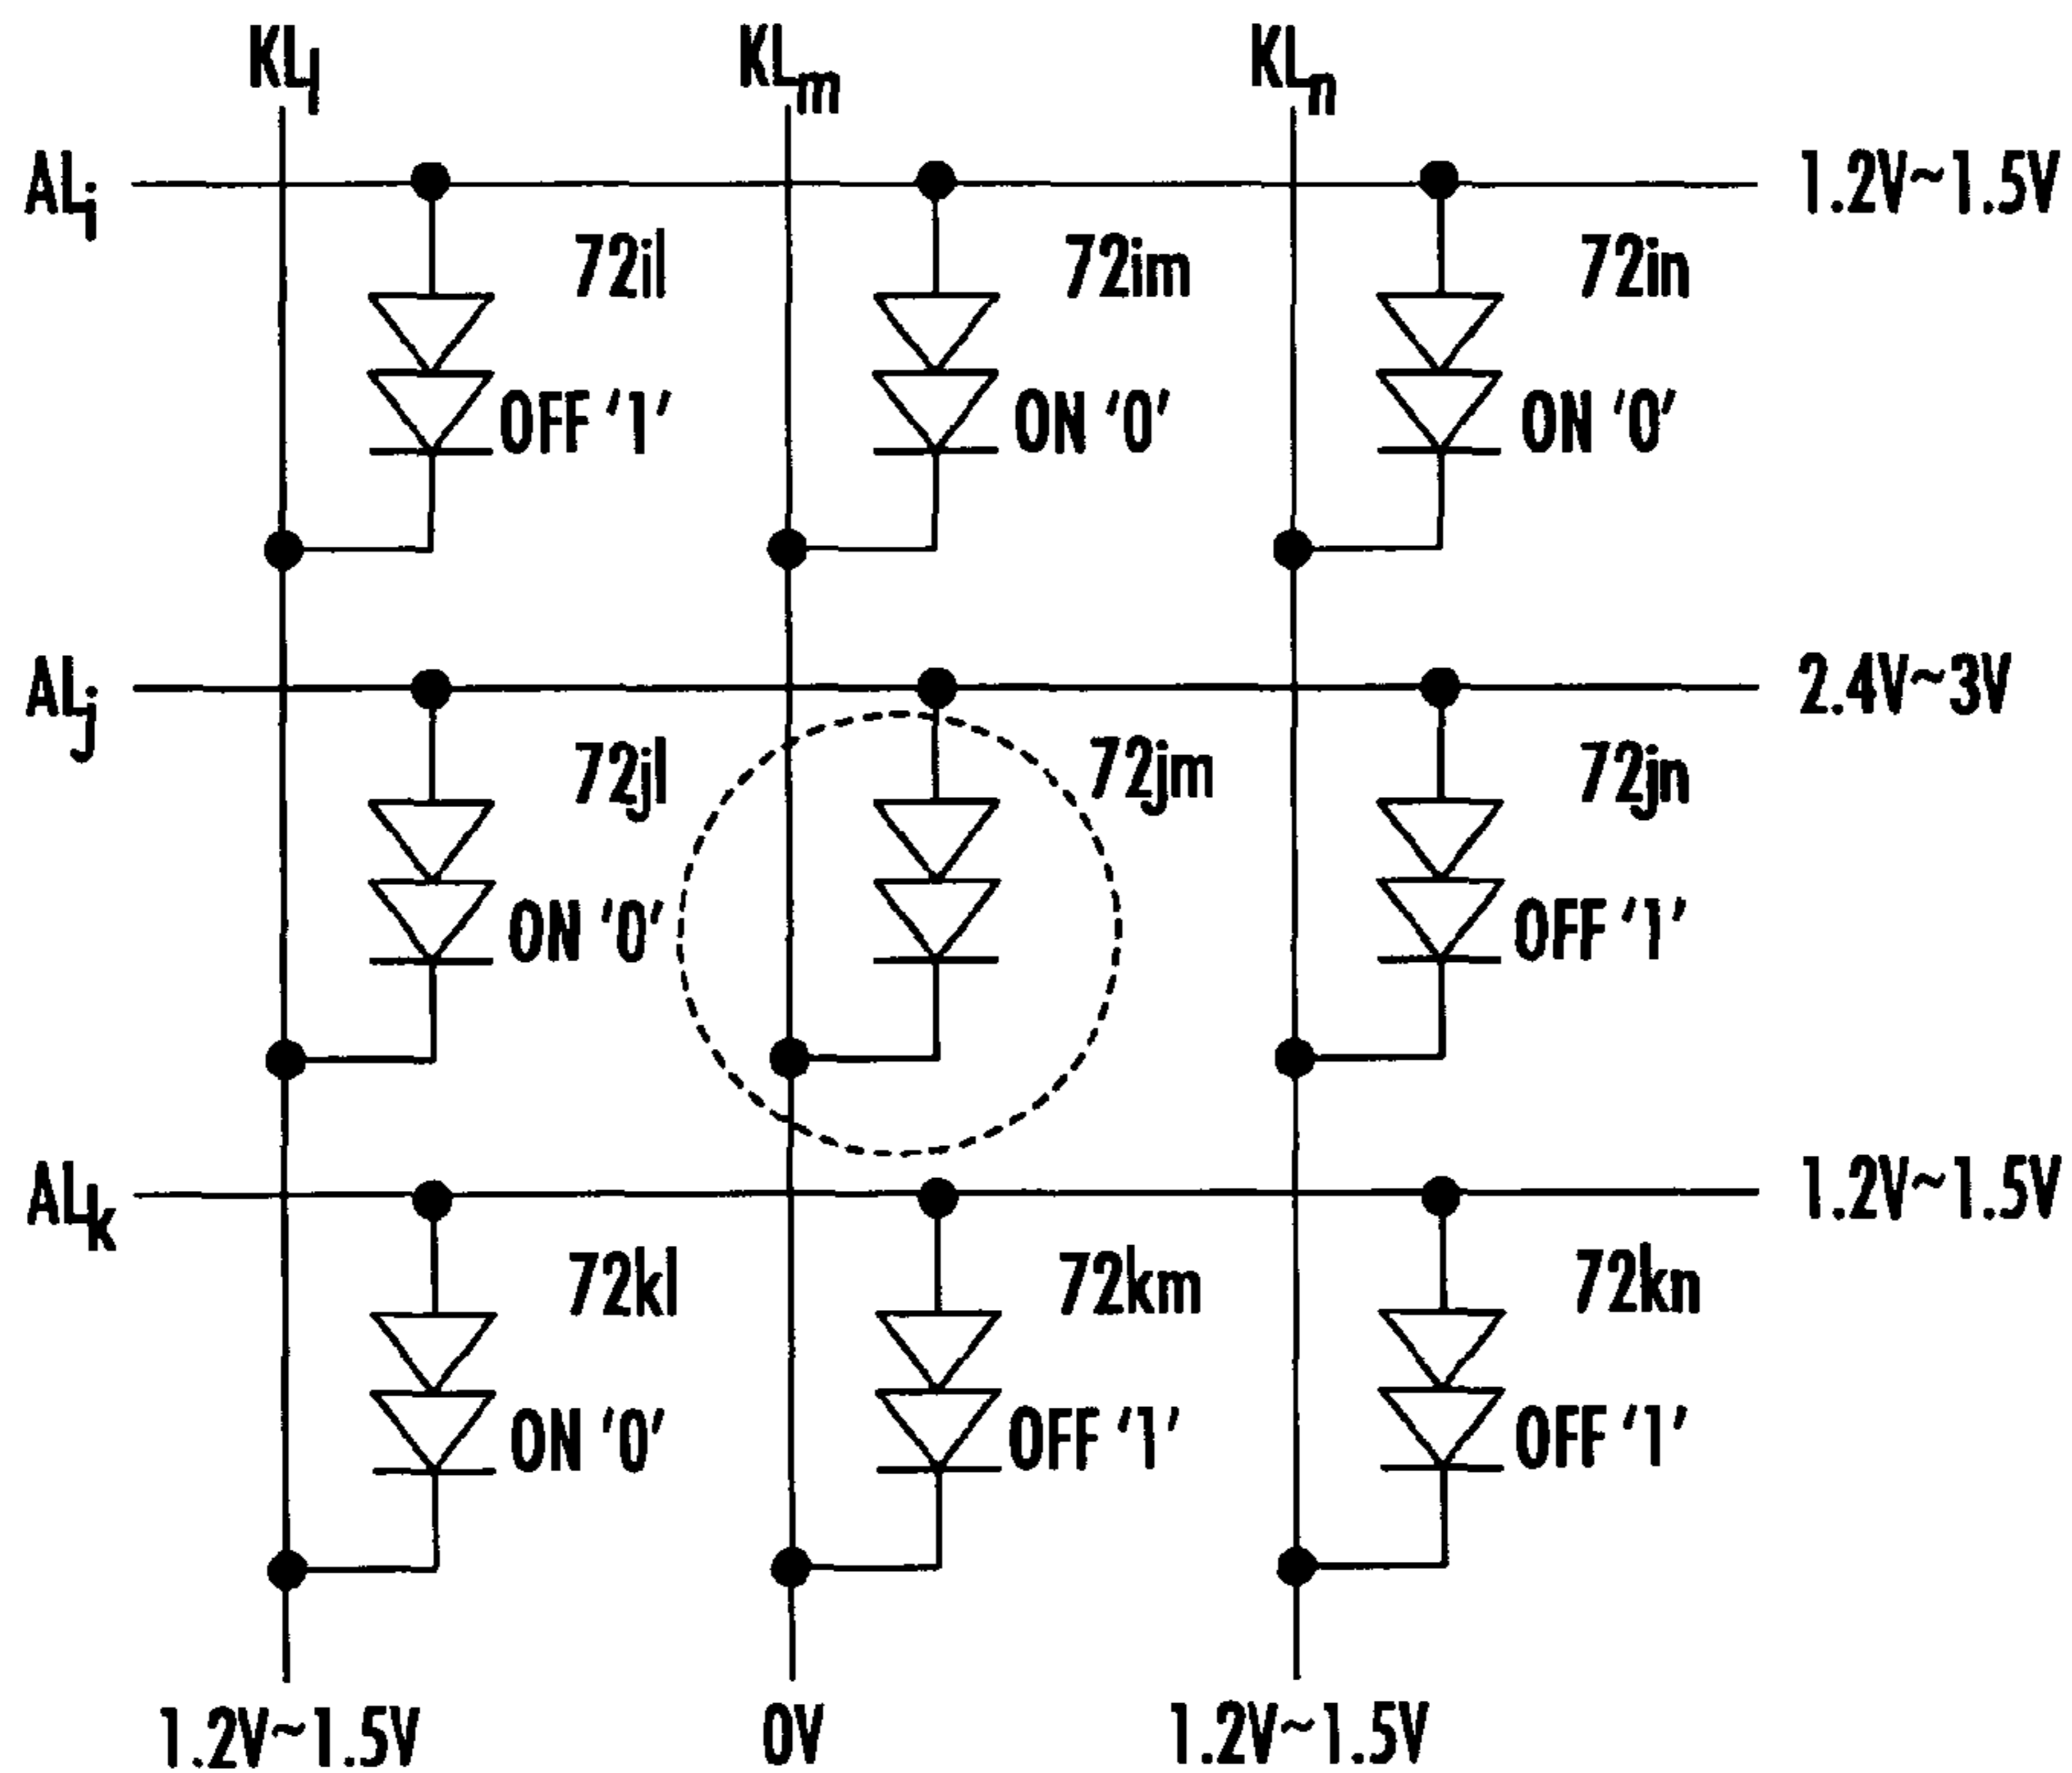 KLl KLm KLn
ALi 1.2V~1.5V
72il 72im 72in
OFF '1' ON '0' ON '0'
ALj 2.4V~3V
72jl 72jm 72jn
ON '0' OFF '1'
ALk 1.2V~1.5V
72kl 72km 72kn
ON '0' OFF '1' OFF '1'
1.2V~1.5V 0V 1.2V~1.5V